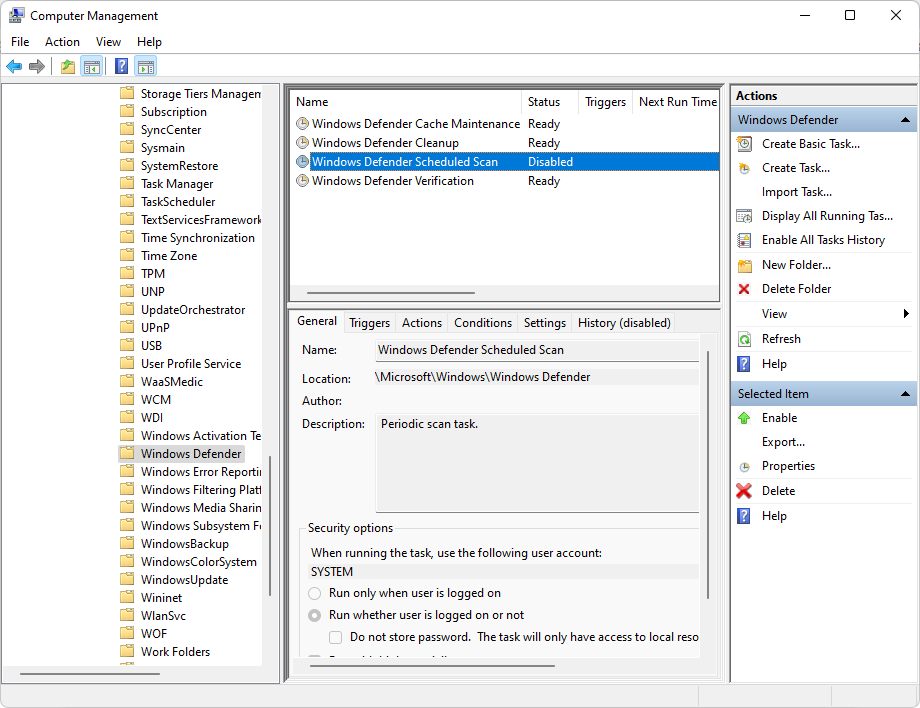 Computer Management
File Action View Help
Storage Tiers Managem
Subscription
SyncCenter
Sysmain
SystemRestore
Task Manager
TaskScheduler
TextServicesFramework
Time Synchronization
Time Zone
TPM
UNP
UpdateOrchestrator
UPnP
USB
User Profile Service
WaaSMedic
WCM
WDI
Windows Activation Te
Windows Defender
Windows Error Reportin
Windows Filtering Platf
Windows Media Sharin
Windows Subsystem Fo
WindowsBackup
WindowsColorSystem
WindowsUpdate
Wininet
WlanSvc
WOF
Work Folders
Name Status Triggers Next Run Time
Windows Defender Cache Maintenance Ready
Windows Defender Cleanup Ready
Windows Defender Scheduled Scan Disabled
Windows Defender Verification Ready
General Triggers Actions Conditions Settings History (disabled)
Name: Windows Defender Scheduled Scan
Location: \Microsoft\Windows\Windows Defender
Author:
Description: Periodic scan task.
Security options
When running the task, use the following user account:
SYSTEM
Run only when user is logged on
Run whether user is logged on or not
Do not store password. The task will only have access to local reso
Actions
Windows Defender
Create Basic Task...
Create Task...
Import Task...
Display All Running Tas...
Enable All Tasks History
New Folder...
Delete Folder
View
Refresh
Help
Selected Item
Enable
Export...
Properties
Delete
Help